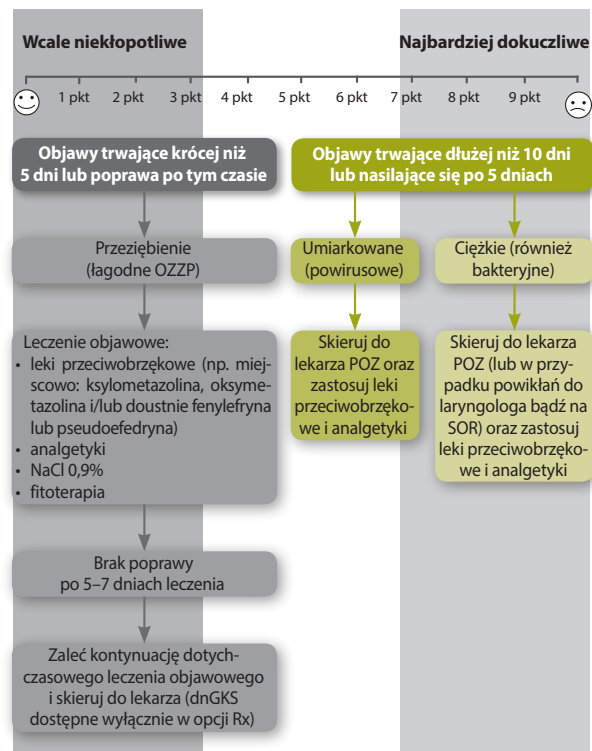 Wcale niekłopotliwe
Najbardziej dokuczliwe
1 pkt 2 pkt 3 pkt 4 pkt 5 pkt 6 pkt 7 pkt 8 pkt 9 pkt
Objawy trwające krócej niż
5 dni lub poprawa po tym czasie
Objawy trwające dłużej niż 10 dni
lub nasilające się po 5 dniach
Przeziębienie
(łagodne OZZP)
Umiarkowane
(powirusowe)
Ciężkie (również
bakteryjne)
Leczenie objawowe:
• leki przeciwobrzękowe (np. miej-
scowo: ksylometazolina, oksyme-
tazolina i/lub doustnie fenylefryna
lub pseudoefedryna)
• analgetyki
• NaCl 0,9%
• fitoterapia
Skieruj do
lekarza POZ oraz
zastosuj leki
przeciwobrzęko-
we i analgetyki
Skieruj do lekarza
POZ (lub w przy-
padku powikłań do
laryngologa bądź na
SOR) oraz zastosuj
leki przeciwobrzęko-
we i analgetyki
Brak poprawy
po 5–7 dniach leczenia
Zaleć kontynuację dotych-
czasowego leczenia objawowego
i skieruj do lekarza (dnGKS
dostępne wyłącznie w opcji Rx)